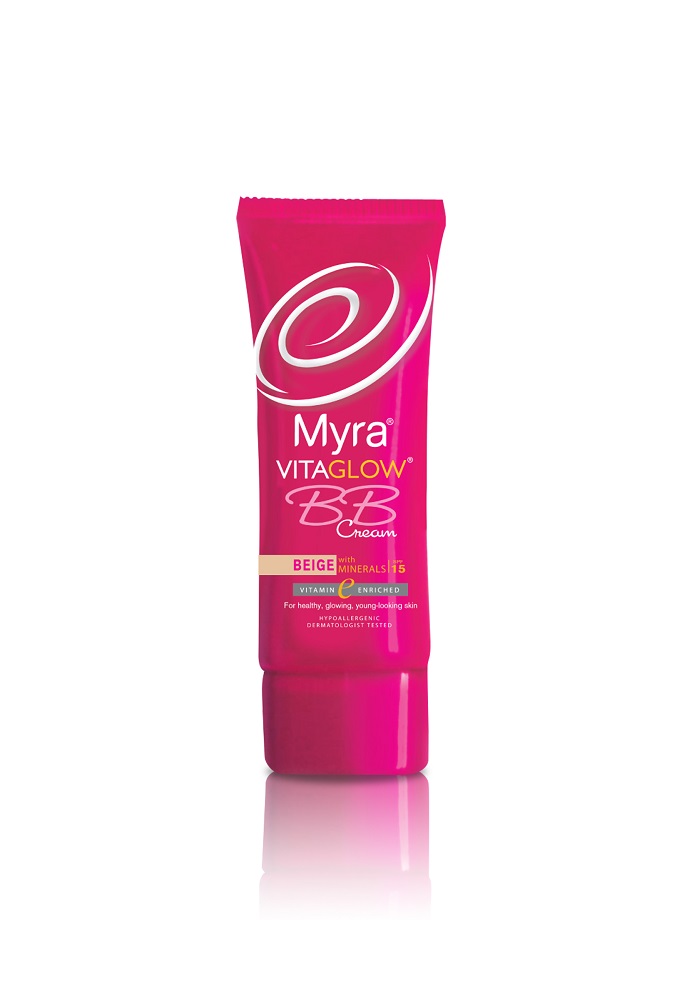 Myra®
VITAGLOW®
BB
Cream
BEIGE with MINERALS SPF 15
VITAMIN e ENRICHED
For healthy, glowing, young-looking skin
HYPOALLERGENIC
DERMATOLOGIST TESTED